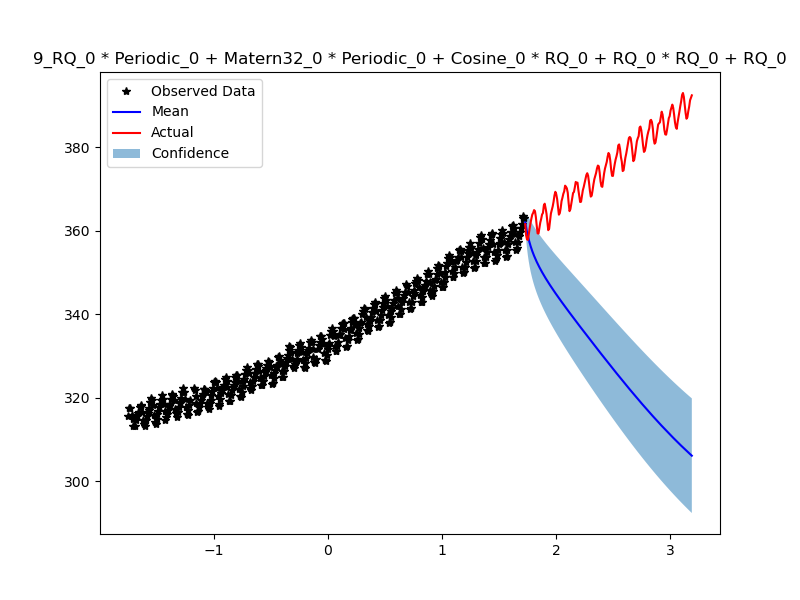 9_RQ_0 * Periodic_0 + Matern32_0 * Periodic_0 + Cosine_0 * RQ_0 + RQ_0 * RQ_0 + RQ_0
Observed Data
Mean
Actual
Confidence
380
360
340
320
300
−1 0 1 2 3